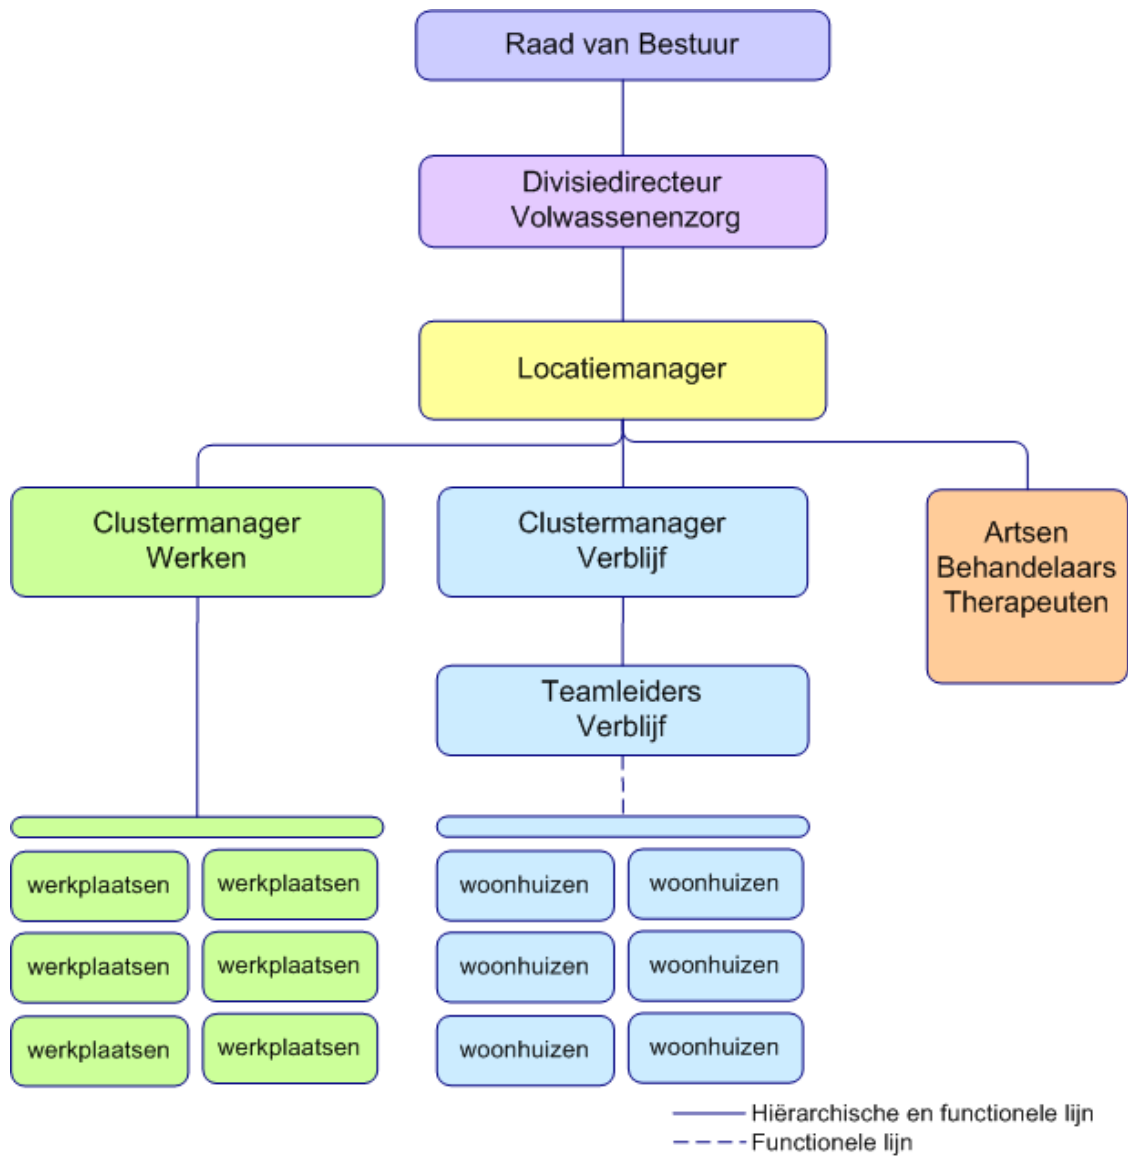 Raad van Bestuur
Divisiedirecteur
Volwassenenzorg
Locatiemanager
Clustermanager
Werken
Clustermanager
Verblijf
Artsen
Behandelaars
Therapeuten
Teamleiders
Verblijf
werkplaatsen
werkplaatsen
woonhuizen
woonhuizen
werkplaatsen
werkplaatsen
woonhuizen
woonhuizen
werkplaatsen
werkplaatsen
woonhuizen
woonhuizen
Hiërarchische en functionele lijn
Functionele lijn